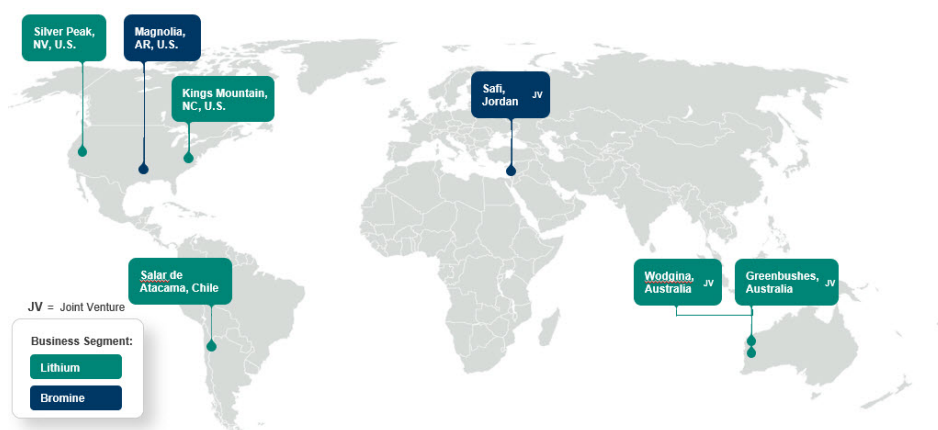 Silver Peak,
NV, U.S.
Magnolia,
AR, U.S.
Kings Mountain,
NC, U.S.
Safi,
Jordan JV
Salar de
Atacama, Chile
Wodgina,
Australia JV
Greenbushes,
Australia JV
JV = Joint Venture
Business Segment:
Lithium
Bromine